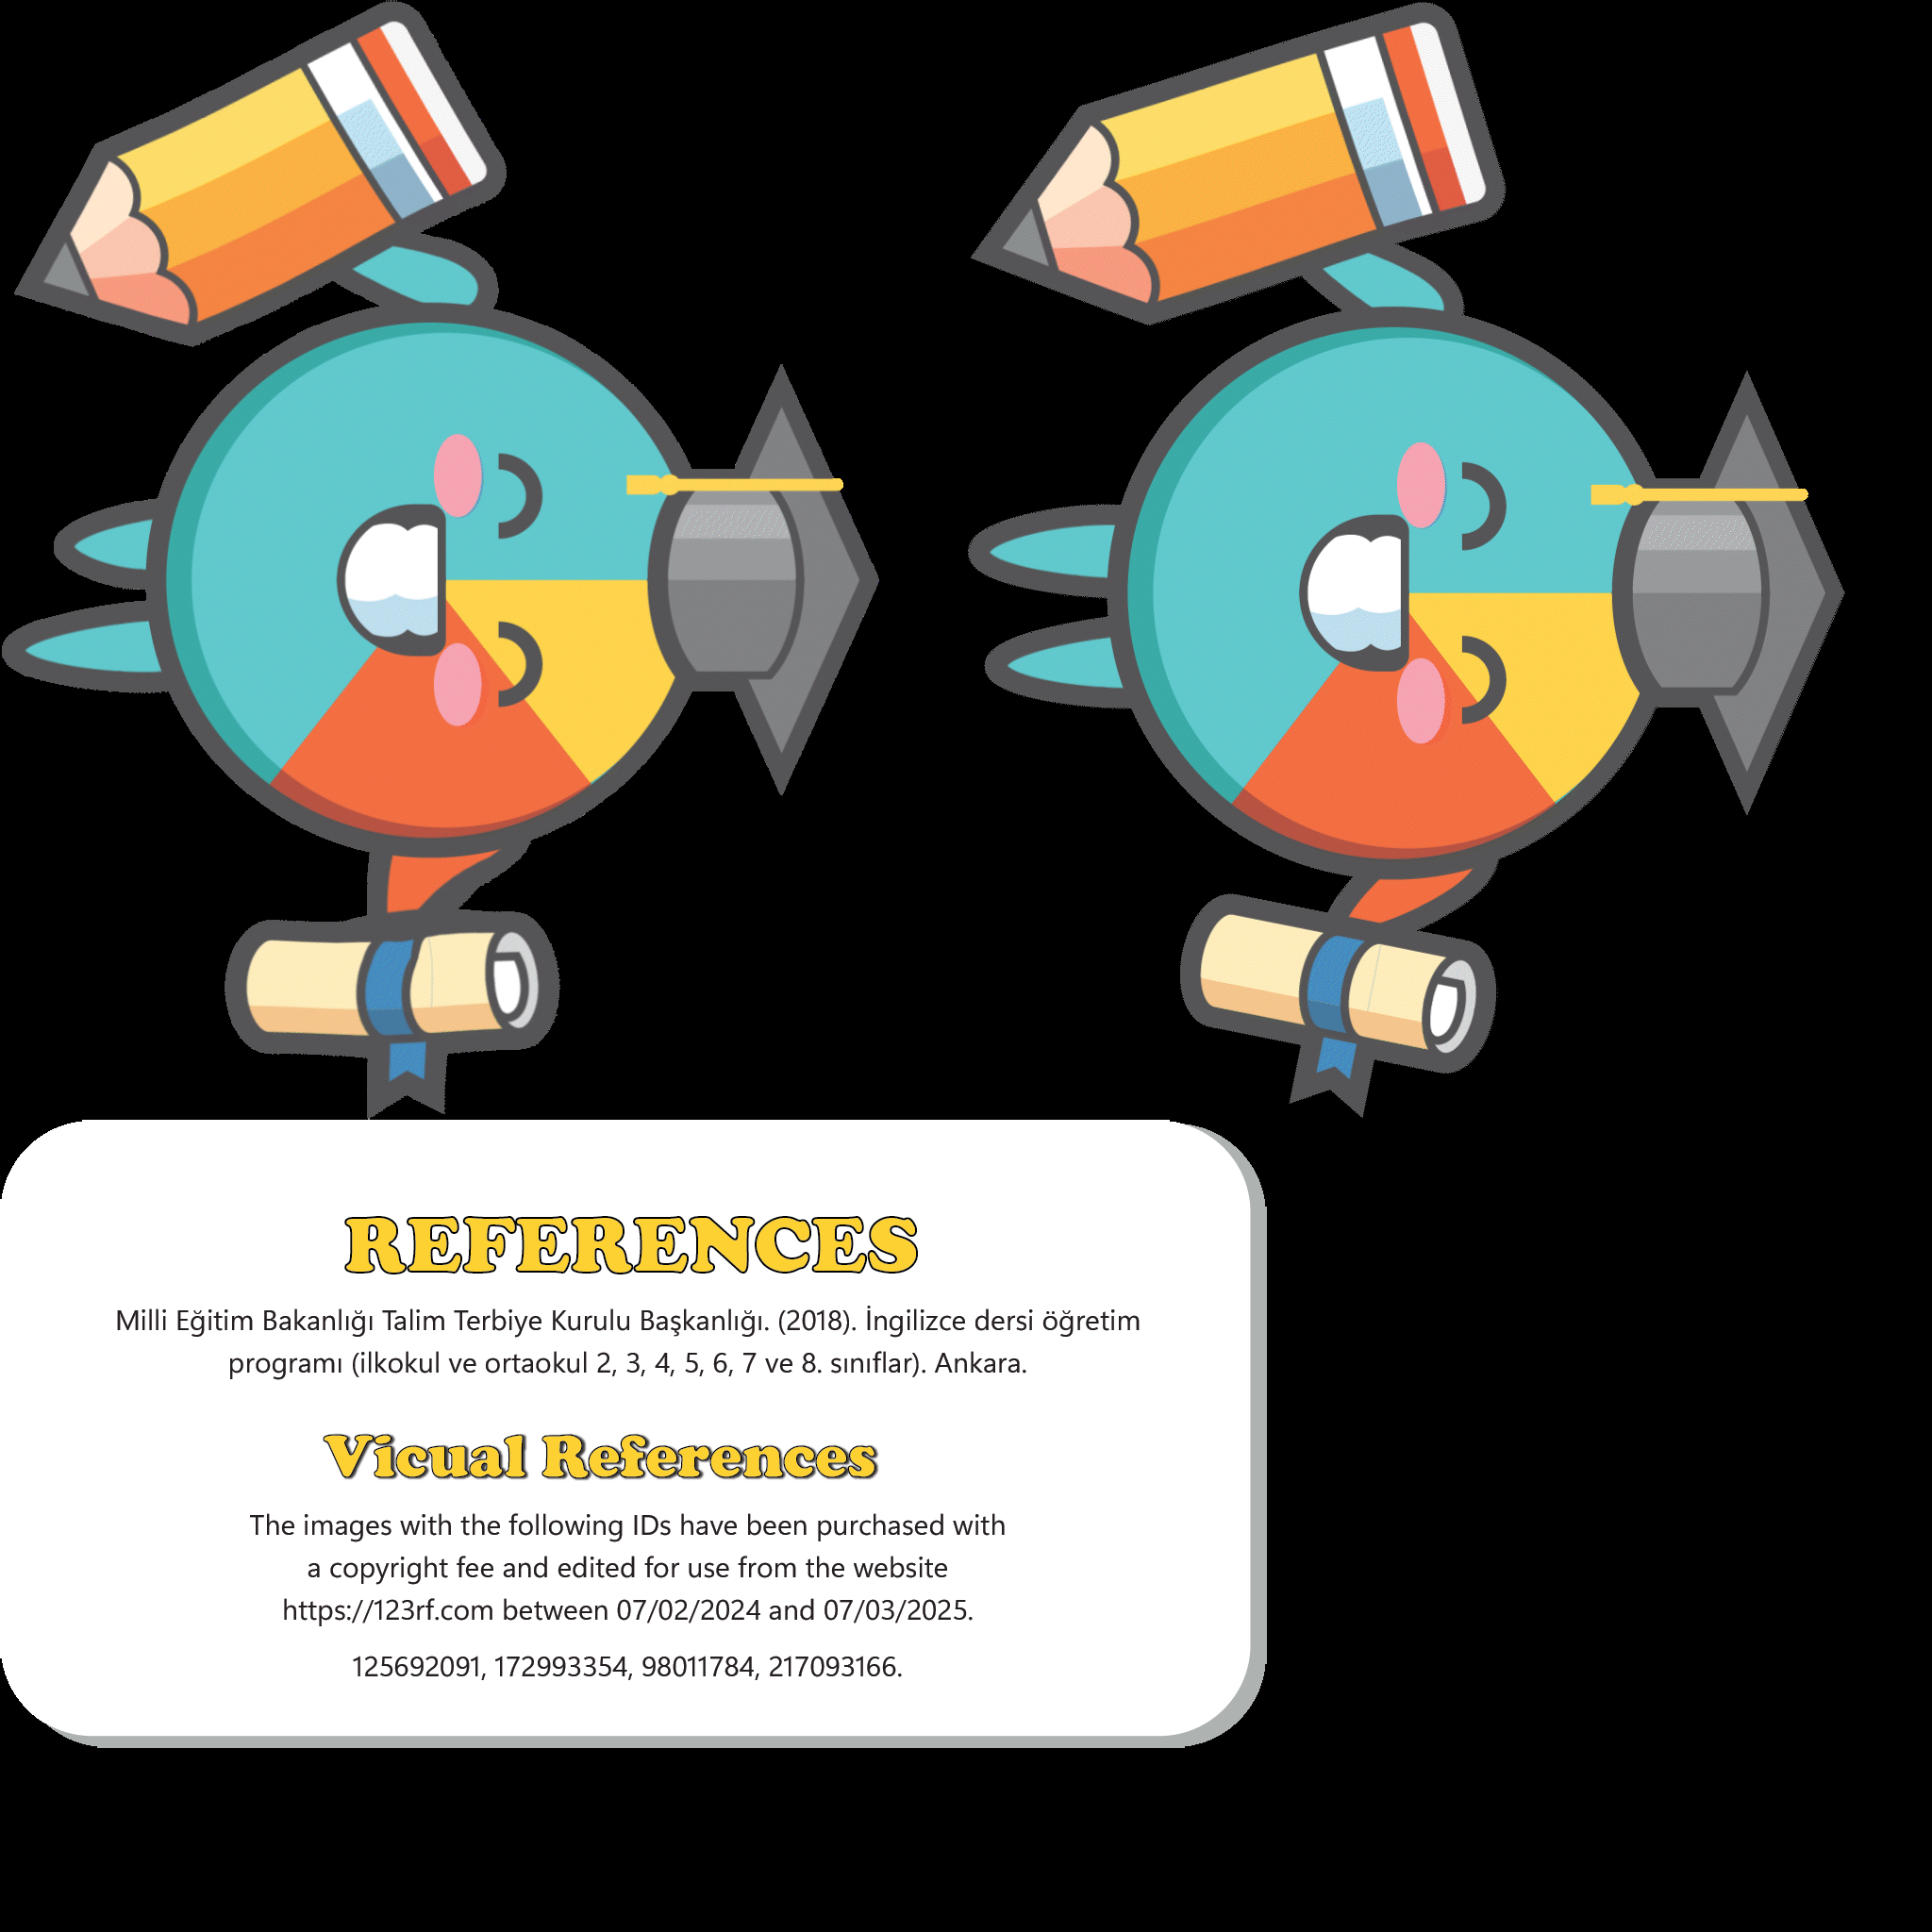 REFERENCES
Milli Eğitim Bakanlığı Talim Terbiye Kurulu Başkanlığı. (2018). İngilizce dersi öğretim
programı (ilkokul ve ortaokul 2, 3, 4, 5, 6, 7 ve 8. sınıflar). Ankara.
Vicual References
The images with the following IDs have been purchased with
a copyright fee and edited for use from the website
https://123rf.com between 07/02/2024 and 07/03/2025.
125692091, 172993354, 98011784, 217093166.